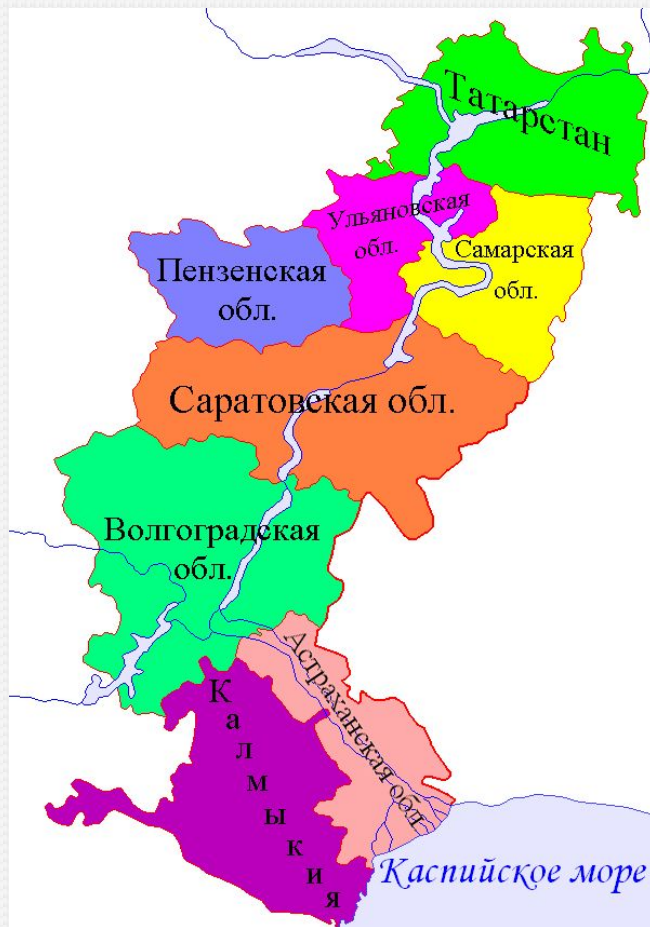 Татарстан
Ульяновская
обл.
Самарская
обл.
Пензенская
обл.
Саратовская обл.
Волгоградская
обл.
Астраханская обл.
Калмыкия
Каспийское море